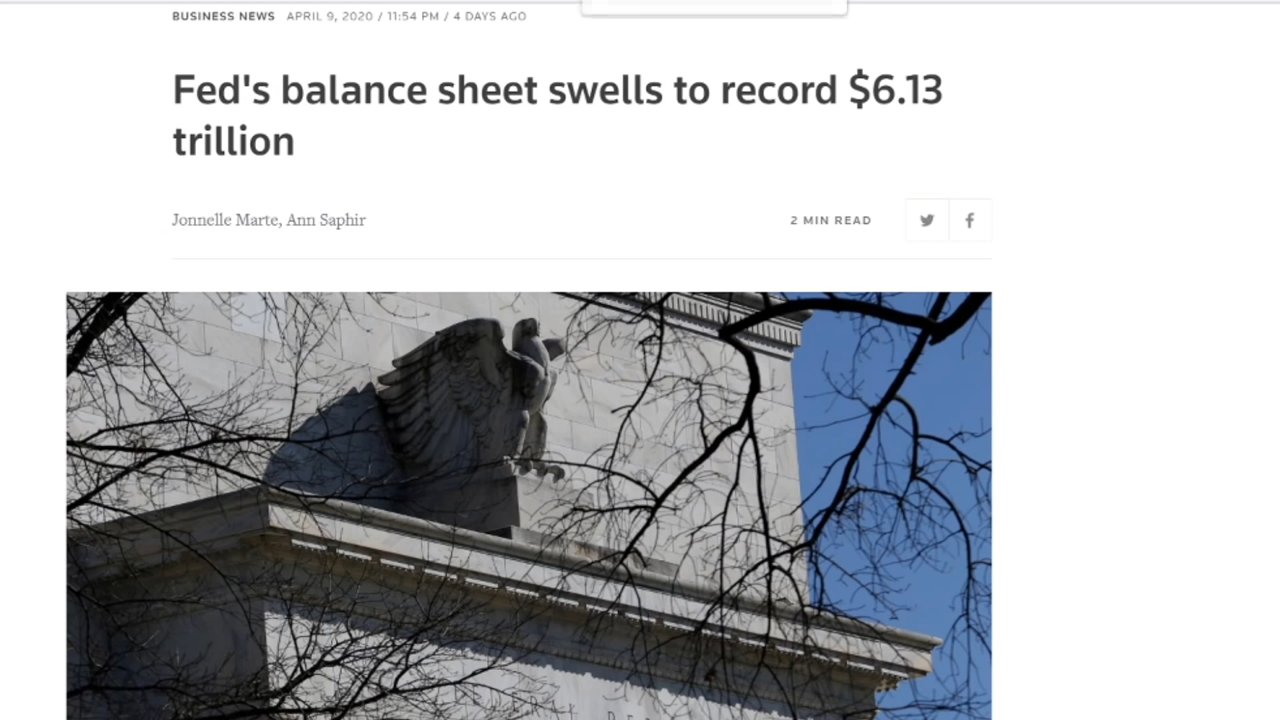 BUSINESS NEWS APRIL 9, 2020 / 11:54 PM / 4 DAYS AGO
Fed's balance sheet swells to record $6.13
trillion
Jonnelle Marte, Ann Saphir
2 MIN READ